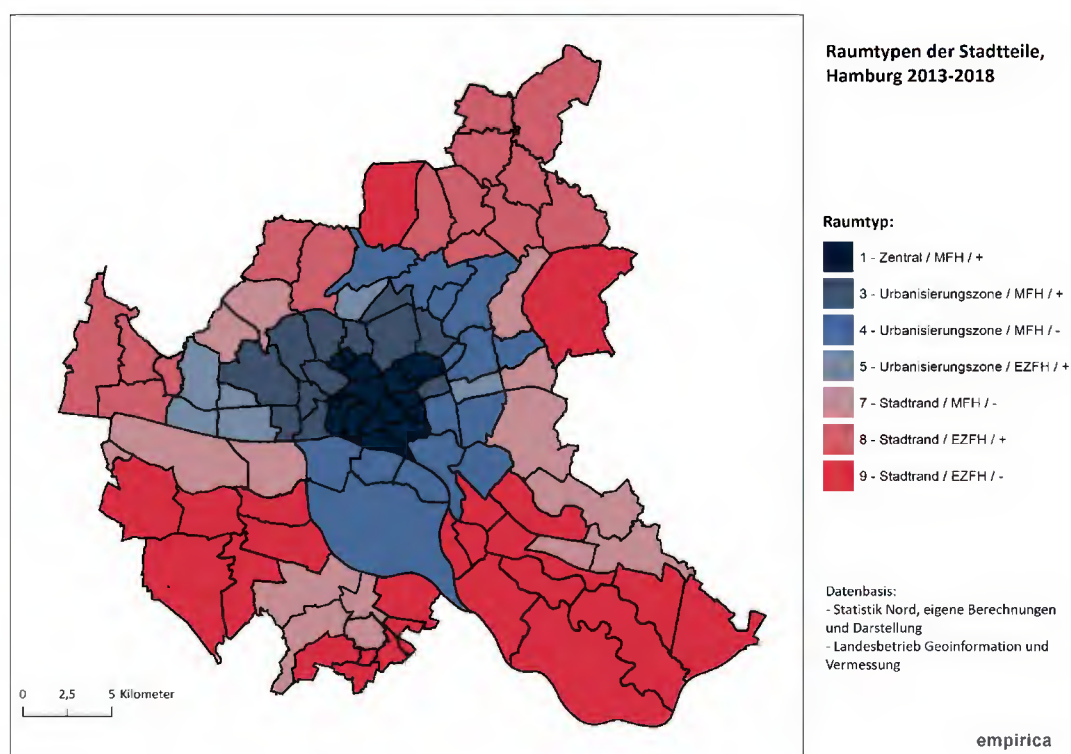 Raumtypen der Stadtteile,
Hamburg 2013-2018
Raumtyp:
1 - Zentral / MFH / +
3 - Urbanisierungszone / MFH / +
4 - Urbanisierungszone / MFH / -
5 - Urbanisierungszone / EZFH / +
7 - Stadtrand / MFH / -
8 - Stadtrand / EZFH / +
9 - Stadtrand / EZFH / -
Datenbasis:
- Statistik Nord, eigene Berechnungen
und Darstellung
- Landesbetrieb Geoinformation und
Vermessung
0 2,5 5 Kilometer
empirica